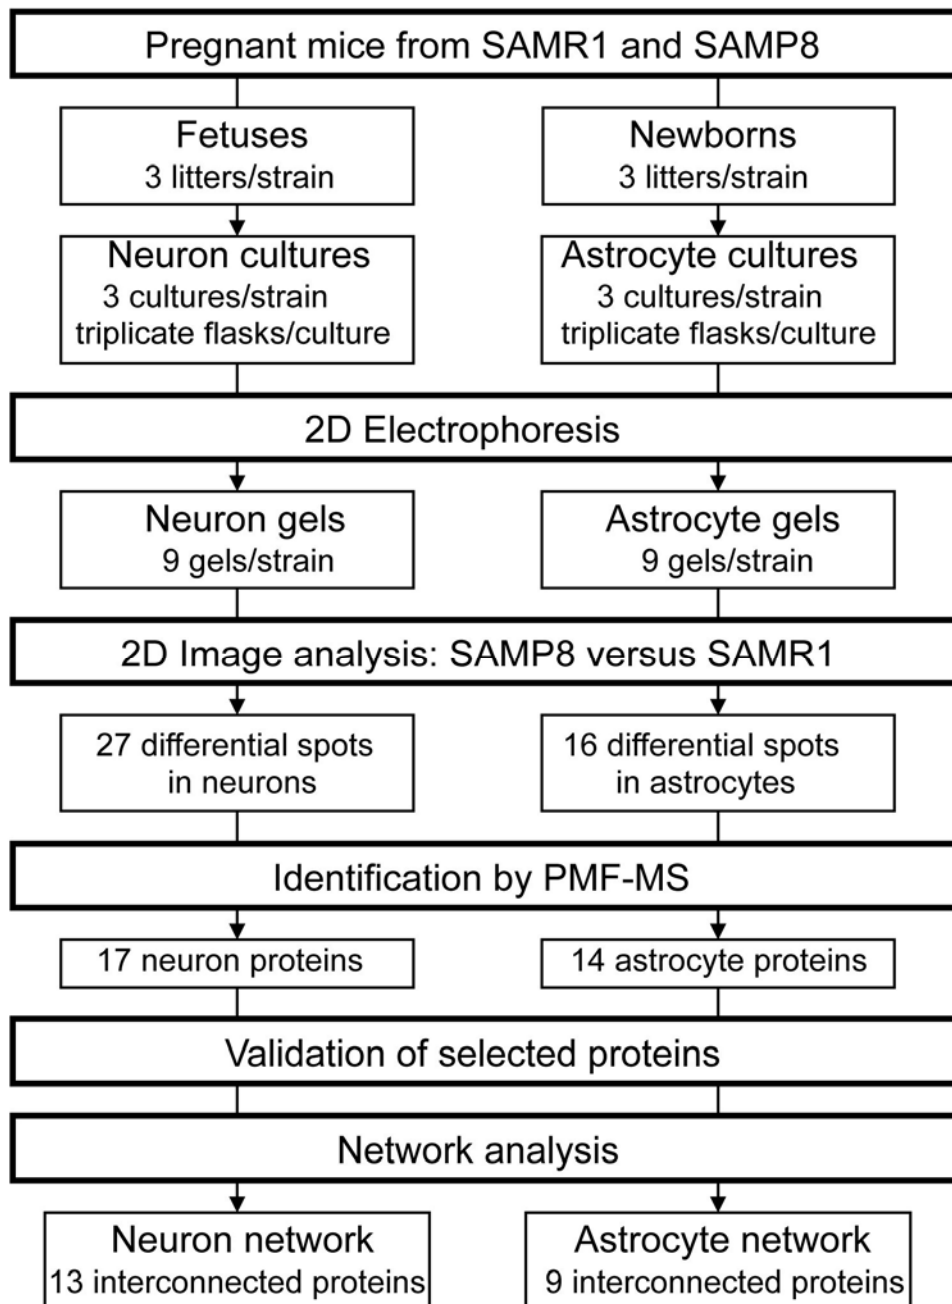 Pregnant mice from SAMR1 and SAMP8
Fetuses
3 litters/strain
Newborns
3 litters/strain
Neuron cultures
3 cultures/strain
triplicate flasks/culture
Astrocyte cultures
3 cultures/strain
triplicate flasks/culture
2D Electrophoresis
Neuron gels
9 gels/strain
Astrocyte gels
9 gels/strain
2D Image analysis: SAMP8 versus SAMR1
27 differential spots
in neurons
16 differential spots
in astrocytes
Identification by PMF-MS
17 neuron proteins
14 astrocyte proteins
Validation of selected proteins
Network analysis
Neuron network
13 interconnected proteins
Astrocyte network
9 interconnected proteins